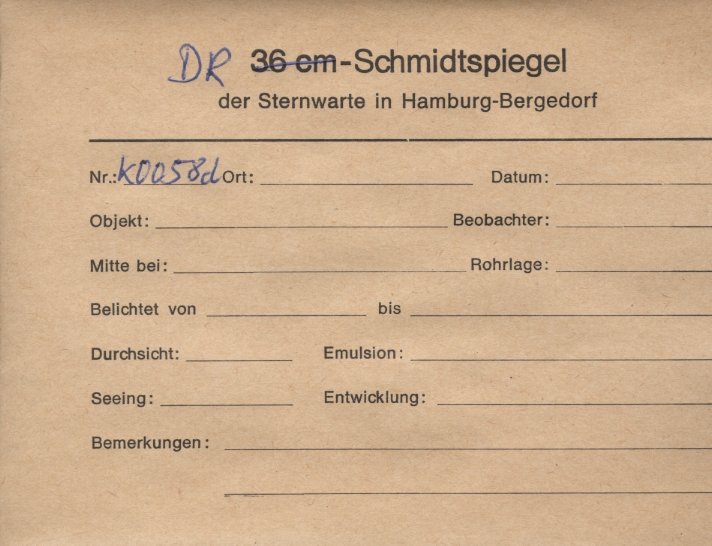 DR 36 cm-Schmidtspiegel
der Sternwarte in Hamburg-Bergedorf
Nr.: K0058d Ort: Datum:
Objekt: Beobachter:
Mitte bei: Rohrlage:
Belichtet von bis
Durchsicht: Emulsion:
Seeing: Entwicklung:
Bemerkungen: